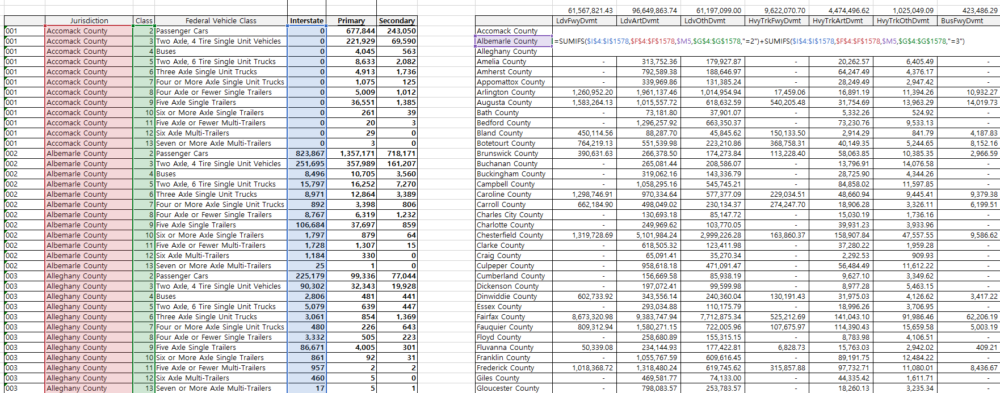 61,567,821.43 96,649,863.74 61,197,099.00 9,622,070.70 4,474,496.62 1,025,049.09 423,486.29
Jurisdiction Class Federal Vehicle Class Interstate Primary Secondary LdvFwyDvmt LdvArtDvmt LdvOthDvmt HvyTrkFwyDvmt HvyTrkArtDvmt HvyTrkOthDvmt BusFwyDvmt
001 Accomack County 2 Passenger Cars 0 677,844 243,050 Accomack County
001 Accomack County 3 Two Axle, 4 Tire Single Unit Vehicles 0 221,929 69,590 Albemarle County =SUMIFS($I$4:$I$1578,$F$4:$F$1578,$M5,$G$4:$G$1578,"=2")+SUMIFS($I$4:$I$1578,$F$4:$F$1578,$M5,$G$4:$G$1578,"=3")
001 Accomack County 4 Buses 0 4,045 563 Alleghany County
001 Accomack County 5 Two Axle, 6 Tire Single Unit Trucks 0 8,633 2,082 Amelia County - 313,752.36 179,927.87 - 20,262.57 6,405.49 -
001 Accomack County 6 Three Axle Single Unit Trucks 0 4,913 1,736 Amherst County - 792,589.38 188,646.97 - 64,247.49 4,376.17 -
001 Accomack County 7 Four or More Axle Single Unit Trucks 0 1,075 125 Appomattox County - 339,969.86 131,385.24 - 28,249.49 2,947.42 -
001 Accomack County 8 Four Axle or Fewer Single Trailers 0 5,009 1,012 Arlington County 1,260,952.20 1,961,137.46 1,014,954.94 17,459.06 16,891.19 11,394.26 10,932.27
001 Accomack County 9 Five Axle Single Trailers 0 36,551 1,385 Augusta County 1,583,264.13 1,015,557.72 618,632.59 540,205.48 31,754.69 13,963.29 14,019.73
001 Accomack County 10 Six or More Axle Single Trailers 0 261 39 Bath County - 73,181.80 37,901.07 - 5,332.26 524.92 -
001 Accomack County 11 Five Axle or Fewer Multi-Trailers 0 20 3 Bedford County - 1,296,257.92 663,350.37 - 73,230.76 9,533.13 -
001 Accomack County 12 Six Axle Multi-Trailers 0 29 0 Bland County 450,114.56 88,287.70 45,845.62 150,133.50 2,914.29 841.79 4,187.83
001 Accomack County 13 Seven or More Axle Multi-Trailers 0 3 0 Botetourt County 764,219.13 551,539.98 223,210.86 368,758.31 40,149.35 5,244.65 8,152.16
002 Albemarle County 2 Passenger Cars 823,867 1,357,171 718,171 Brunswick County 390,631.63 266,378.50 174,273.84 113,228.40 58,063.85 10,385.35 2,966.59
002 Albemarle County 3 Two Axle, 4 Tire Single Unit Vehicles 251,695 357,989 161,207 Buchanan County - 265,081.44 208,586.07 - 13,796.91 14,076.58 -
002 Albemarle County 4 Buses 8,496 10,705 3,560 Buckingham County - 319,062.16 143,336.79 - 28,725.90 4,344.26 -
002 Albemarle County 5 Two Axle, 6 Tire Single Unit Trucks 15,797 16,252 7,270 Campbell County - 1,058,295.16 545,745.21 - 84,858.02 11,597.85 -
002 Albemarle County 6 Three Axle Single Unit Trucks 8,971 12,864 3,389 Caroline County 1,298,746.91 970,334.64 577,377.09 229,034.51 48,660.94 9,445.41 9,379.38
002 Albemarle County 7 Four or More Axle Single Unit Trucks 892 3,398 806 Carroll County 662,184.90 498,049.02 230,134.37 274,247.70 18,906.28 3,326.11 6,199.51
002 Albemarle County 8 Four Axle or Fewer Single Trailers 8,767 6,319 1,232 Charles City County - 130,693.18 85,147.72 - 15,030.19 1,736.16 -
002 Albemarle County 9 Five Axle Single Trailers 106,684 37,697 859 Charlotte County - 249,969.62 103,770.05 - 39,931.23 3,933.96 -
002 Albemarle County 10 Six or More Axle Single Trailers 1,797 879 64 Chesterfield County 1,319,728.69 5,101,984.24 2,999,226.28 163,860.37 158,907.84 47,557.55 9,586.62
002 Albemarle County 11 Five Axle or Fewer Multi-Trailers 1,728 1,307 15 Clarke County - 618,505.32 123,411.98 - 37,280.22 1,959.28 -
002 Albemarle County 12 Six Axle Multi-Trailers 1,184 330 0 Craig County - 65,091.41 35,270.34 - 2,292.53 909.93 -
002 Albemarle County 13 Seven or More Axle Multi-Trailers 25 1 0 Culpeper County - 958,618.18 471,091.47 - 56,484.49 11,612.22 -
003 Alleghany County 2 Passenger Cars 225,179 99,336 77,044 Cumberland County - 156,669.58 85,938.19 - 9,627.10 3,349.62 -
003 Alleghany County 3 Two Axle, 4 Tire Single Unit Vehicles 90,302 32,343 19,928 Dickenson County - 197,072.41 99,599.98 - 8,977.28 5,463.15 -
003 Alleghany County 4 Buses 2,806 481 441 Dinwiddie County 602,733.92 343,556.14 240,360.04 130,191.43 31,975.03 4,126.62 3,417.22
003 Alleghany County 5 Two Axle, 6 Tire Single Unit Trucks 5,079 639 447 Essex County - 293,034.88 110,175.79 - 18,996.26 3,706.95 -
003 Alleghany County 6 Three Axle Single Unit Trucks 3,061 854 1,369 Fairfax County 8,673,320.98 9,383,747.94 7,712,875.34 525,212.69 141,043.10 91,986.46 62,206.19
003 Alleghany County 7 Four or More Axle Single Unit Trucks 480 226 643 Fauquier County 809,312.94 1,580,271.15 722,005.96 107,675.97 114,390.43 15,659.58 5,003.19
003 Alleghany County 8 Four Axle or Fewer Single Trailers 3,332 505 223 Floyd County - 258,680.89 155,315.15 - 8,783.98 4,106.51 -
003 Alleghany County 9 Five Axle Single Trailers 86,671 4,005 301 Fluvanna County 50,339.08 234,144.93 177,422.81 6,828.73 15,763.03 2,942.02 409.21
003 Alleghany County 10 Six or More Axle Single Trailers 861 92 31 Franklin County - 1,055,767.59 609,616.45 - 89,191.75 12,484.22 -
003 Alleghany County 11 Five Axle or Fewer Multi-Trailers 957 2 2 Frederick County 1,018,368.72 1,318,480.24 619,745.62 315,857.88 97,732.71 11,080.01 8,436.67
003 Alleghany County 12 Six Axle Multi-Trailers 460 5 0 Giles County - 469,581.77 74,133.00 - 44,335.42 1,611.71 -
003 Alleghany County 13 Seven or More Axle Multi-Trailers 17 5 1 Gloucester County - 798,083.57 253,783.57 - 18,260.13 3,235.34 -